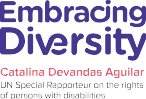 Embracing
Diversity
Catalina Devandas Aguilar
UN Special Rapporteur on the rights
of persons with disabilities